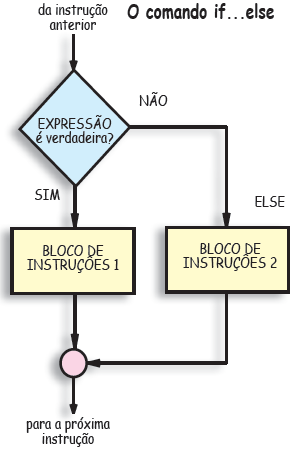 da instrução
anterior
O comando if...else
EXPRESSÃO
é verdadeira?
NÃO
SIM
ELSE
BLOCO DE
INSTRUÇÕES 1
BLOCO DE
INSTRUÇÕES 2
para a próxima
instrução